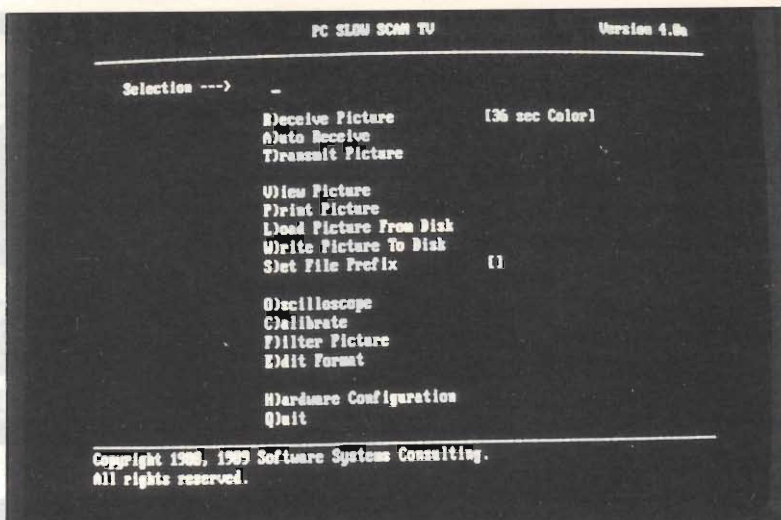 PC SLOW SCAN TV Version 4.0a
Selection --->
R)eceive Picture [36 sec Color]
A)uto Receive
T)ransmit Picture
V)iew Picture
P)rint Picture
L)oad Picture From Disk
W)rite Picture To Disk
S)et File Prefix []
O)scilloscope
C)alibrate
F)ilter Picture
E)dit Format
H)ardware Configuration
Q)uit
Copyright 1988, 1989 Software Systems Consulting.
All rights reserved.